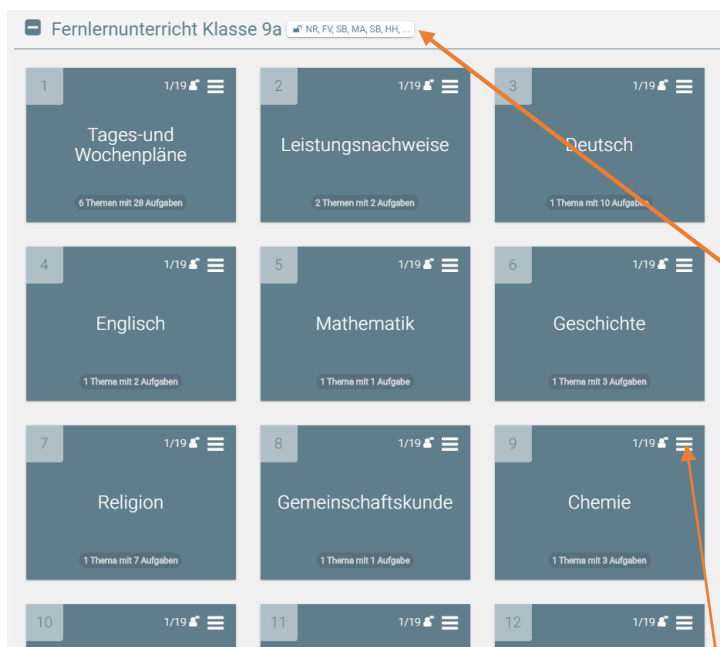 Fernlernunterricht Klasse 9a NR, FV, SB, MA, SB, HH, ...
1 1/19
Tages-und
Wochenpläne
6 Themen mit 28 Aufgaben
2 1/19
Leistungsnachweise
2 Themen mit 2 Aufgaben
3 1/19
Deutsch
1 Thema mit 10 Aufgaben
4 1/19
Englisch
1 Thema mit 2 Aufgaben
5 1/19
Mathematik
1 Thema mit 1 Aufgabe
6 1/19
Geschichte
1 Thema mit 3 Aufgaben
7 1/19
Religion
1 Thema mit 7 Aufgaben
8 1/19
Gemeinschaftskunde
1 Thema mit 1 Aufgabe
9 1/19
Chemie
1 Thema mit 3 Aufgaben
10 1/19
11 1/19
12 1/19